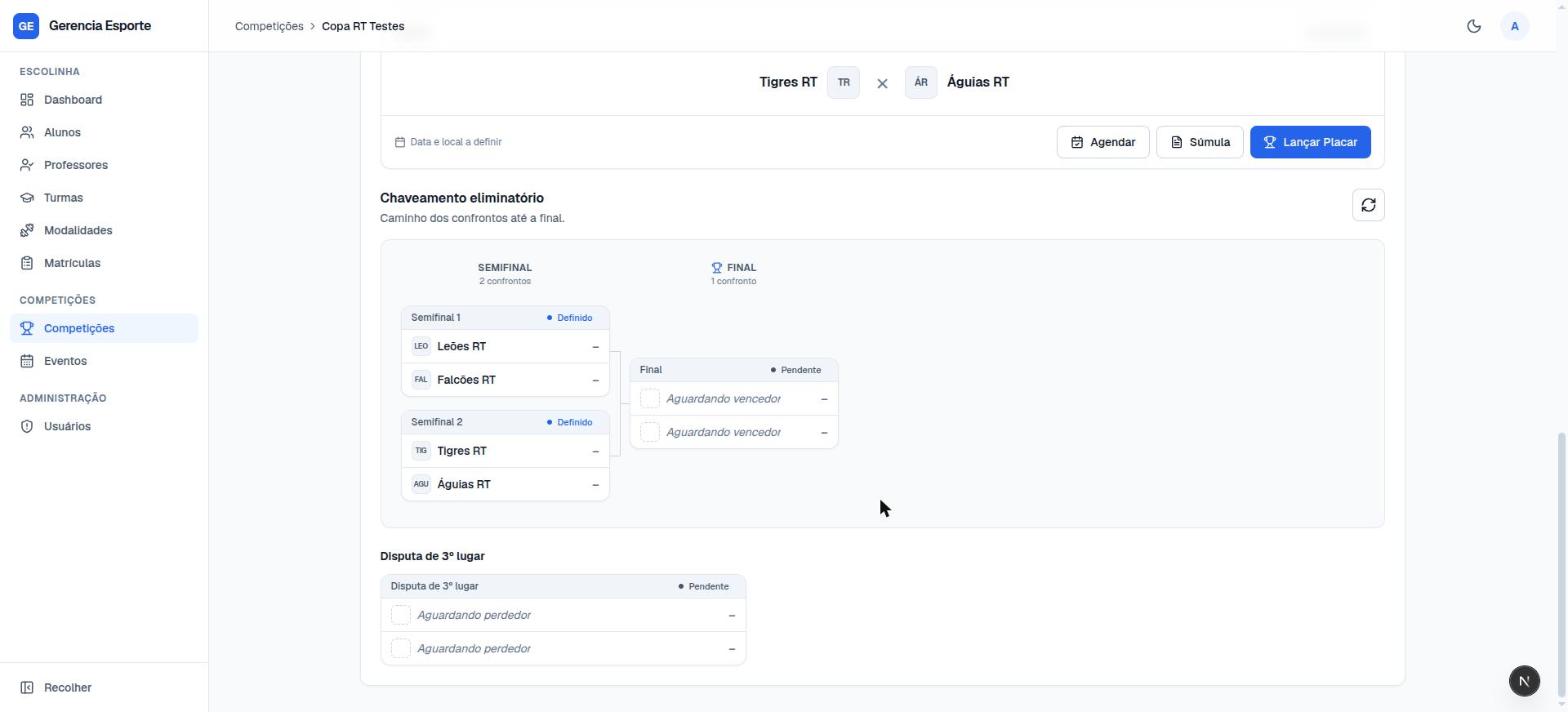 GE Gerencia Esporte
Competições > Copa RT Testes
A
ESCOLINHA
Dashboard
Alunos
Professores
Turmas
Modalidades
Matrículas
COMPETIÇÕES
Competições
Eventos
ADMINISTRAÇÃO
Usuários
Recolher
Tigres RT TR × ÁR Águias RT
Data e local a definir
Agendar
Súmula
Lançar Placar
Chaveamento eliminatório
Caminho dos confrontos até a final.
SEMIFINAL
2 confrontos
FINAL
1 confronto
Semifinal 1 • Definido
LEO Leões RT –
FAL Falcões RT –
Semifinal 2 • Definido
TIG Tigres RT –
AGU Águias RT –
Final • Pendente
Aguardando vencedor –
Aguardando vencedor –
Disputa de 3º lugar
Disputa de 3º lugar • Pendente
Aguardando perdedor –
Aguardando perdedor –
N